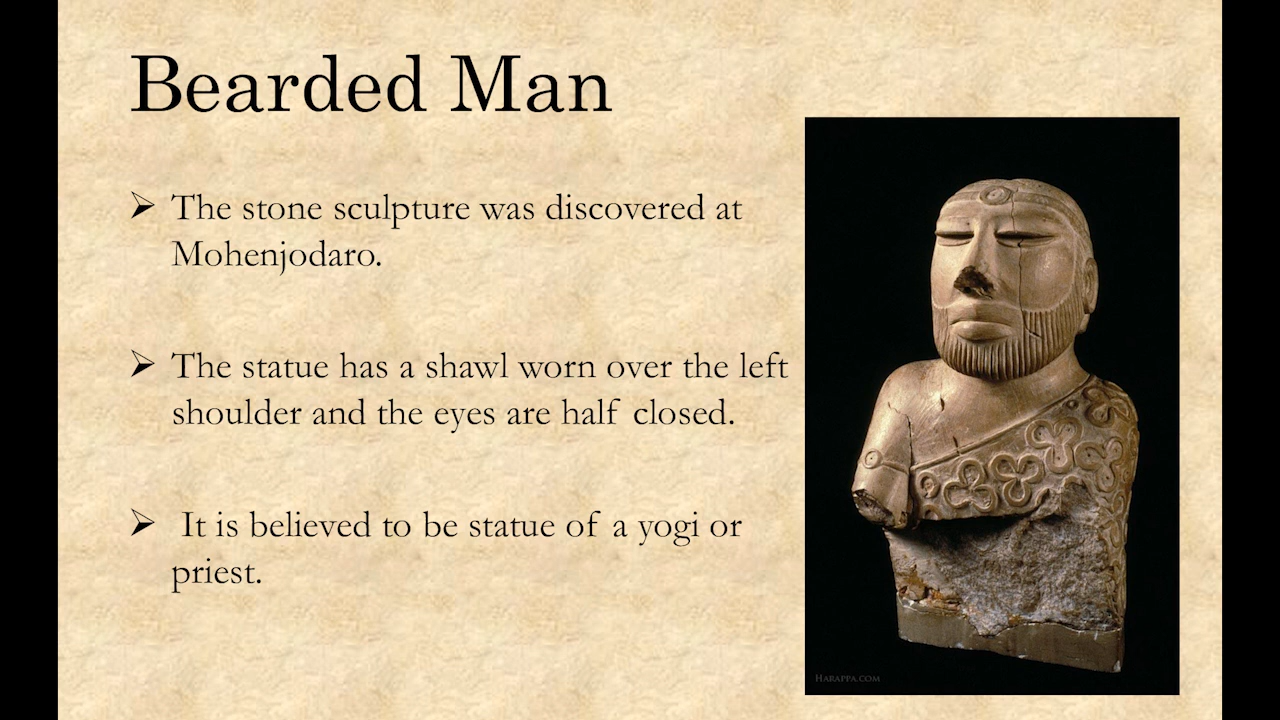 Bearded Man
➢ The stone sculpture was discovered at
Mohenjodaro.
➢ The statue has a shawl worn over the left
shoulder and the eyes are half closed.
➢ It is believed to be statue of a yogi or
priest.
HARAPPA.COM